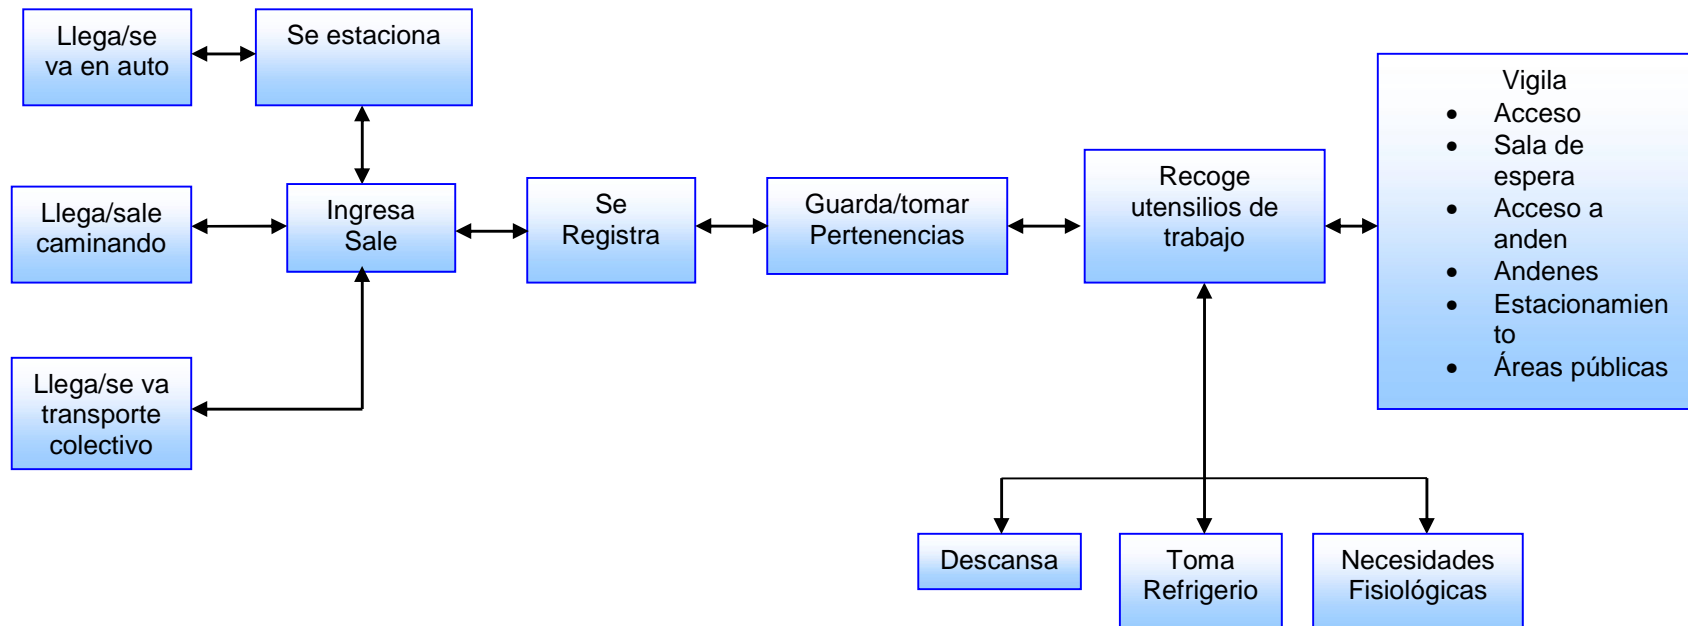 Llega/se
va en auto
Se estaciona
Llega/sale
caminando
Ingresa
Sale
Se
Registra
Guarda/tomar
Pertenencias
Recoge
utensilios de
trabajo
Vigila
• Acceso
• Sala de
espera
• Acceso a
anden
• Andenes
• Estacionamien
to
• Áreas públicas
Llega/se va
transporte
colectivo
Descansa
Toma
Refrigerio
Necesidades
Fisiológicas